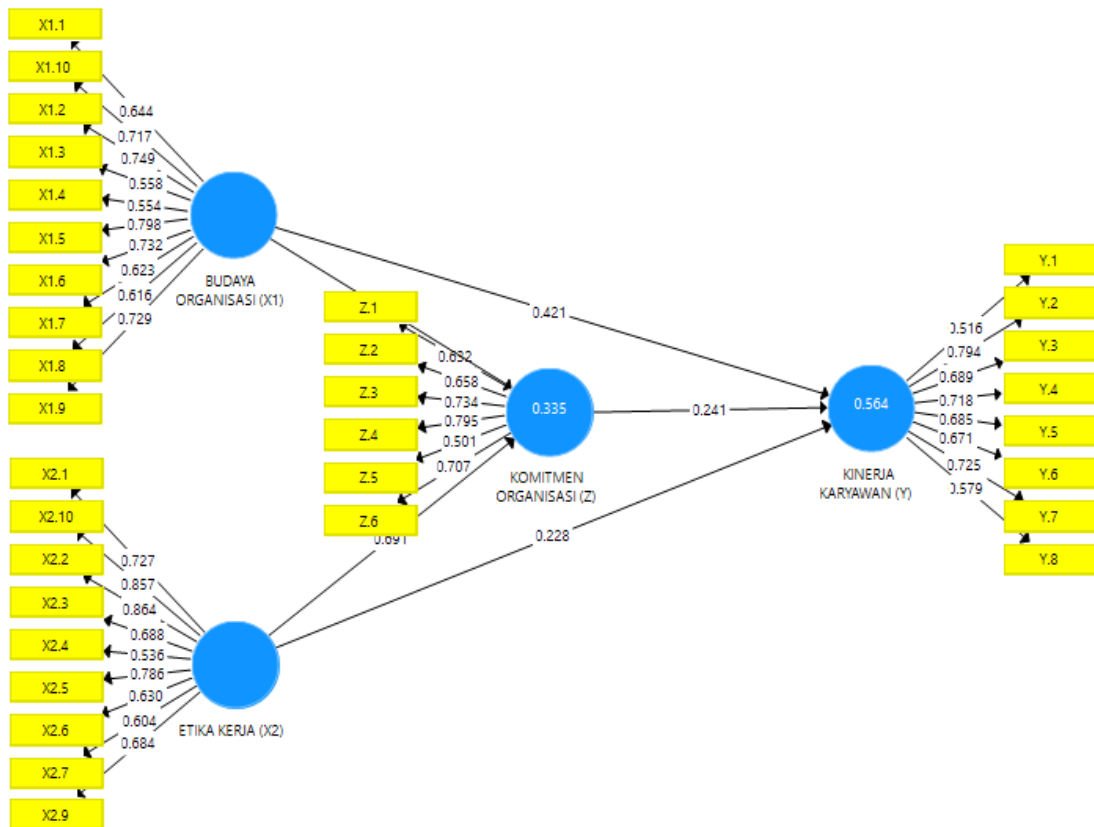 X1.1
X1.10
X1.2
X1.3
X1.4
X1.5
X1.6
X1.7
X1.8
X1.9
0.644
0.717
0.749
0.558
0.554
0.798
0.732
0.623
0.616
0.729
BUDAYA
ORGANISASI (X1)
X2.1
X2.10
X2.2
X2.3
X2.4
X2.5
X2.6
X2.7
X2.9
0.727
0.857
0.864
0.688
0.536
0.786
0.630
0.604
0.684
ETIKA KERJA (X2)
Z.1
Z.2
Z.3
Z.4
Z.5
Z.6
0.632
0.658
0.734
0.795
0.501
0.707
0.691
0.335
KOMITMEN
ORGANISASI (Z)
0.421
0.241
0.228
0.564
KINERJA
KARYAWAN (Y)
0.516
0.794
0.689
0.718
0.685
0.671
0.725
0.579
Y.1
Y.2
Y.3
Y.4
Y.5
Y.6
Y.7
Y.8